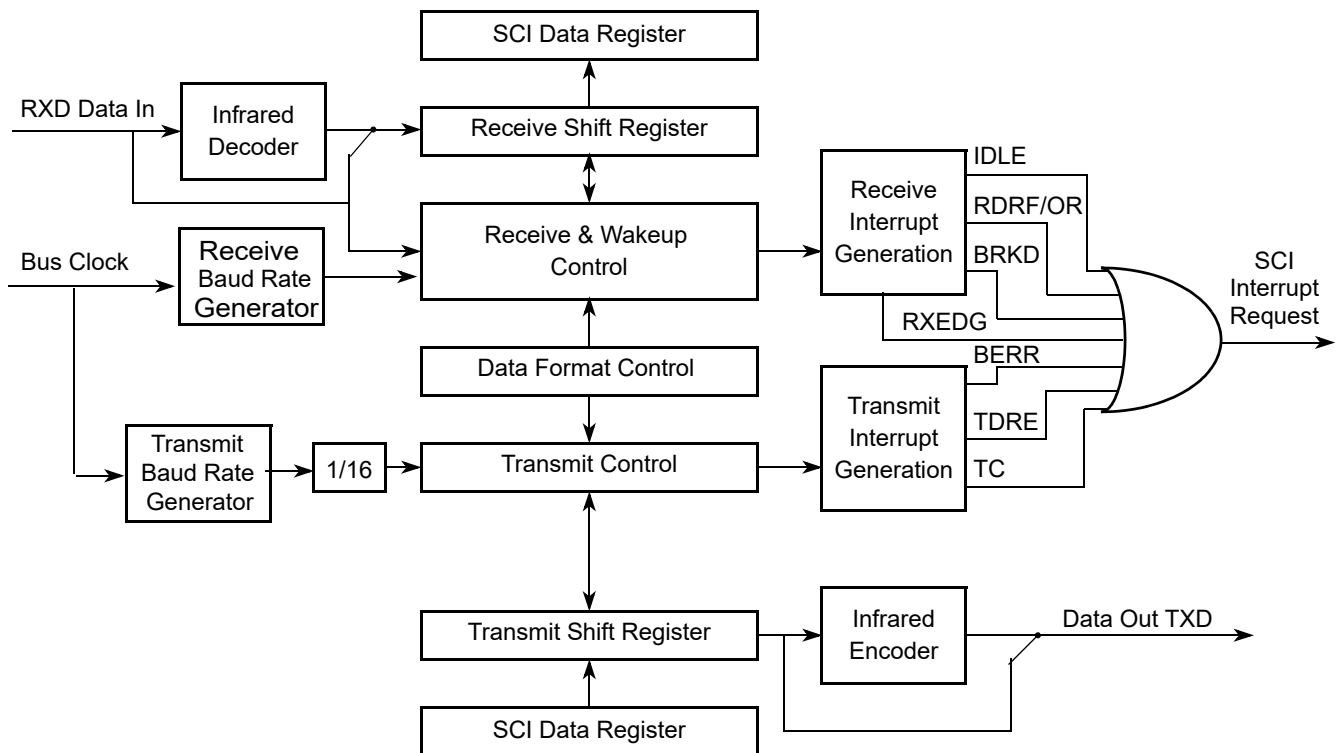 SCI Data Register
RXD Data In
Infrared
Decoder
Receive Shift Register
IDLE
Receive
Interrupt
Generation
RDRF/OR
BRKD
Receive & Wakeup
Control
Bus Clock
Receive
Baud Rate
Generator
SCI
Interrupt
Request
RXEDG
BERR
Data Format Control
Transmit
Interrupt
Generation
TDRE
TC
Transmit
Baud Rate
Generator
1/16
Transmit Control
Transmit Shift Register
Infrared
Encoder
Data Out TXD
SCI Data Register